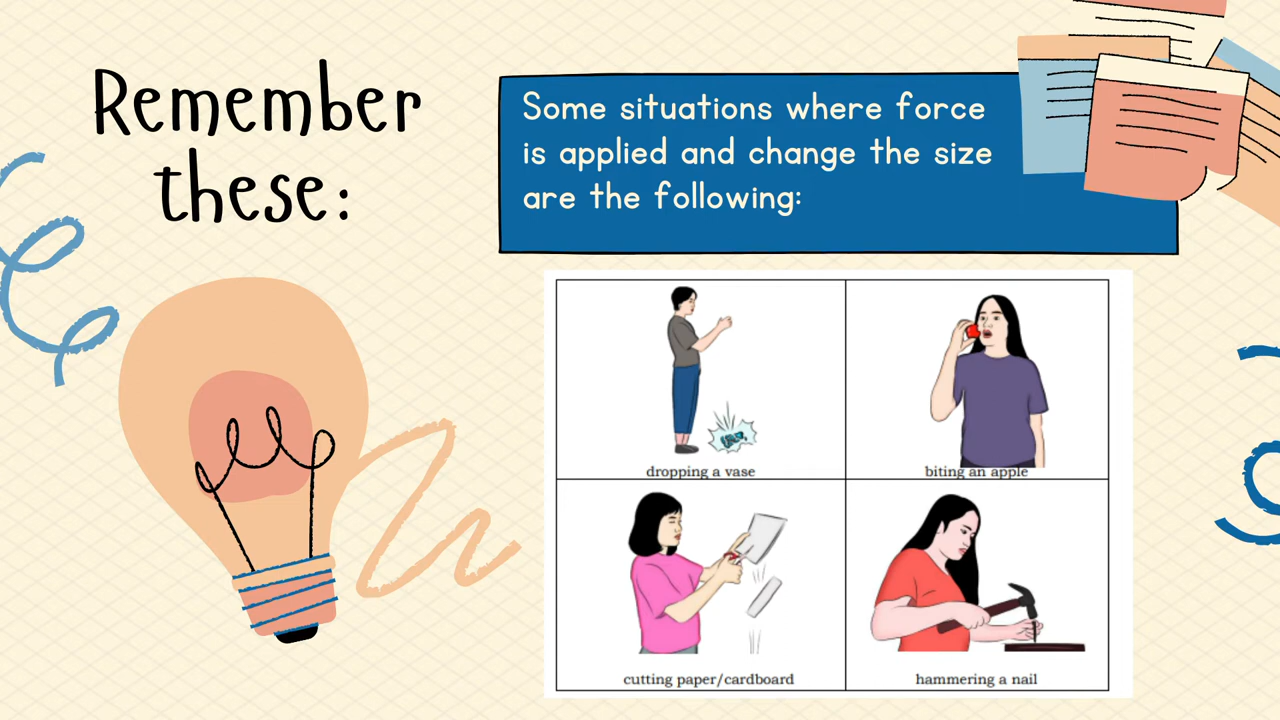 Remember
these:
Some situations where force
is applied and change the size
are the following:
dropping a vase
biting an apple
cutting paper/cardboard
hammering a nail